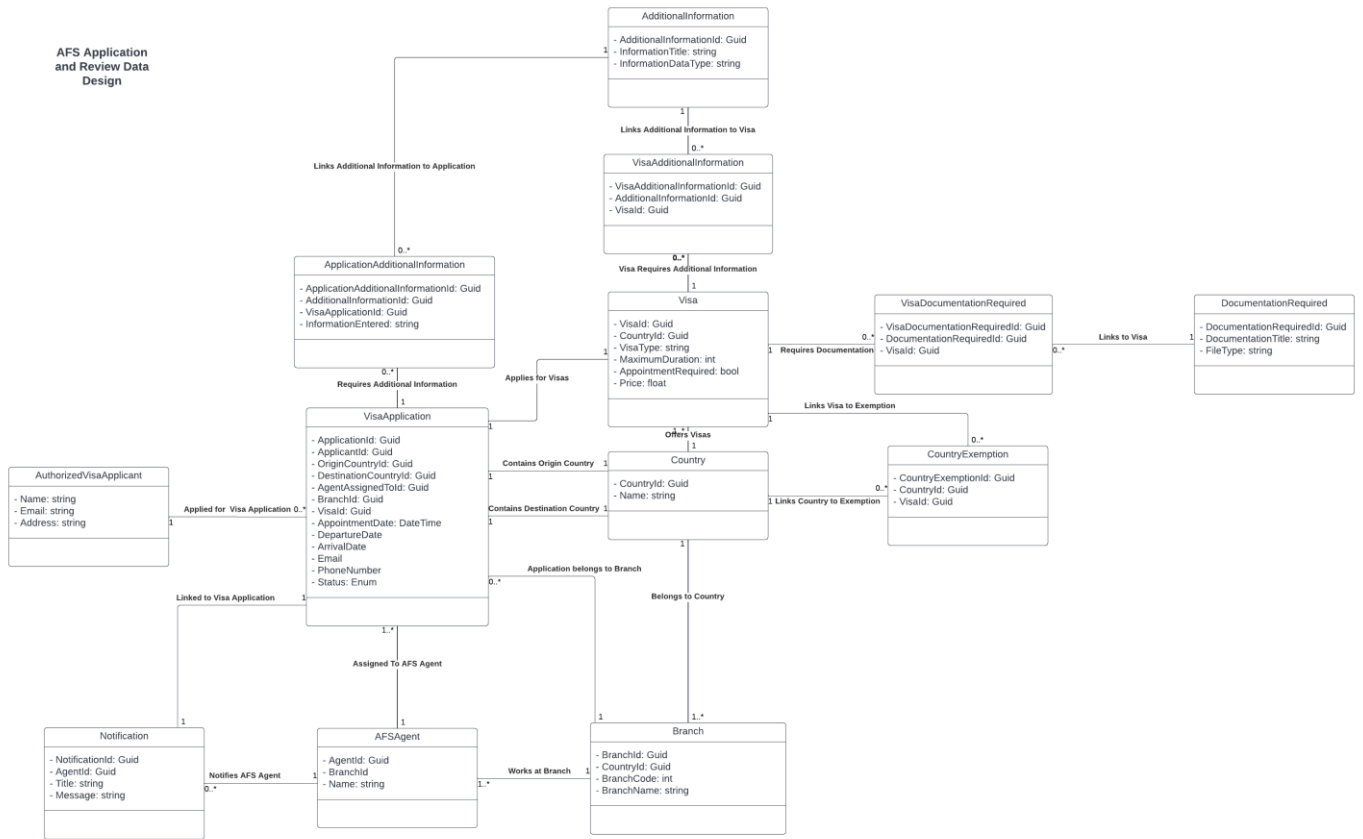 AFS Application
and Review Data
Design
AdditionalInformation
- AdditionalInformationId: Guid
- InformationTitle: string
- InformationDataType: string
1
1
Links Additional Information to Visa
0..*
Links Additional Information to Application
VisaAdditionalInformation
- VisaAdditionalInformationId: Guid
- AdditionalInformationId: Guid
- VisaId: Guid
0..*
0..*
Visa Requires Additional Information
1
ApplicationAdditionalInformation
- ApplicationAdditionalInformationId: Guid
- AdditionalInformationId: Guid
- VisaApplicationId: Guid
- InformationEntered: string
0..*
Requires Additional Information
1
Visa
- VisaId: Guid
- CountryId: Guid
- VisaType: string
- MaximumDuration: int
- AppointmentRequired: bool
- Price: float
1
Applies for Visas
1
1
Requires Documentation
0..*
VisaDocumentationRequired
- VisaDocumentationRequiredId: Guid
- DocumentationRequiredId: Guid
- VisaId: Guid
0..*
Links to Visa
1
DocumentationRequired
- DocumentationRequiredId: Guid
- DocumentationTitle: string
- FileType: string
1
Links Visa to Exemption
0..*
1..*
Offers Visas
1
VisaApplication
- ApplicationId: Guid
- ApplicantId: Guid
- OriginCountryId: Guid
- DestinationCountryId: Guid
- AgentAssignedToId: Guid
- BranchId: Guid
- VisaId: Guid
- AppointmentDate: DateTime
- DepartureDate
- ArrivalDate
- Email
- PhoneNumber
- Status: Enum
Contains Origin Country
1
1
Contains Destination Country
1
1
Country
- CountryId: Guid
- Name: string
1
Links Country to Exemption
0..*
CountryExemption
- CountryExemptionId: Guid
- CountryId: Guid
- VisaId: Guid
AuthorizedVisaApplicant
- Name: string
- Email: string
- Address: string
1
Applied for Visa Application
0..*
0..*
Application belongs to Branch
1
1
Belongs to Country
1..*
Linked to Visa Application
1
1
1..*
Assigned To AFS Agent
1
Notification
- NotificationId: Guid
- AgentId: Guid
- Title: string
- Message: string
Notifies AFS Agent
0..*
1
AFSAgent
- AgentId: Guid
- BranchId
- Name: string
Works at Branch
1..*
1
Branch
- BranchId: Guid
- CountryId: Guid
- BranchCode: int
- BranchName: string